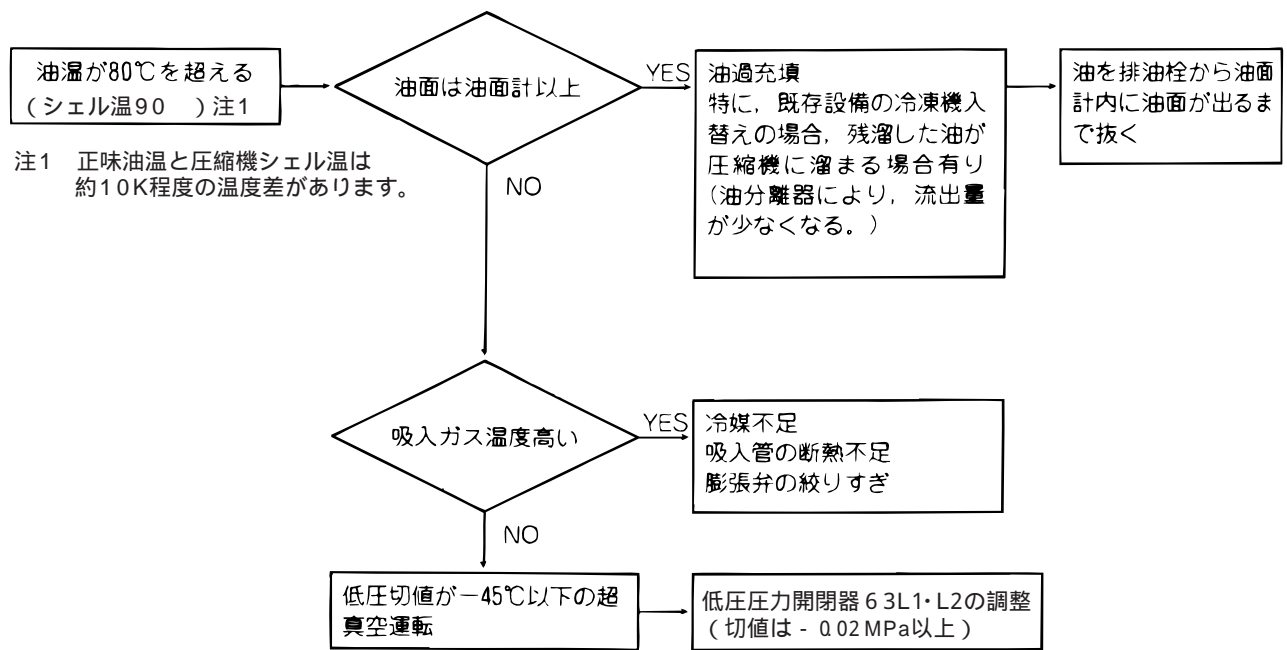 油温が80℃を超える
(シェル温90　)注1
注1　正味油温と圧縮機シェル温は
約10K程度の温度差があります。
油面は油面計以上
YES
油過充填
特に，既存設備の冷凍機入
替えの場合，残溜した油が
圧縮機に溜まる場合有り
(油分離器により，流出量
が少なくなる。)
油を排油栓から油面
計内に油面が出るま
で抜く
NO
吸入ガス温度高い
YES
冷媒不足
吸入管の断熱不足
膨張弁の絞りすぎ
NO
低圧切値が－45℃以下の超
真空運転
低圧圧力開閉器63L1・L2の調整
(切値は-0.02MPa以上)